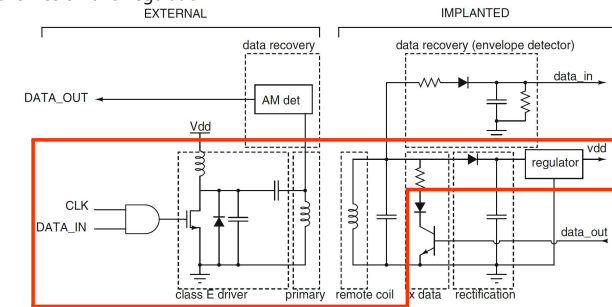 EXTERNAL
IMPLANTED
data recovery
data recovery (envelope detector)
data_in
DATA_OUT
AM det
Vdd
vdd
regulator
CLK
DATA_IN
data_out
class E driver
primary
remote coil
x data
rectification